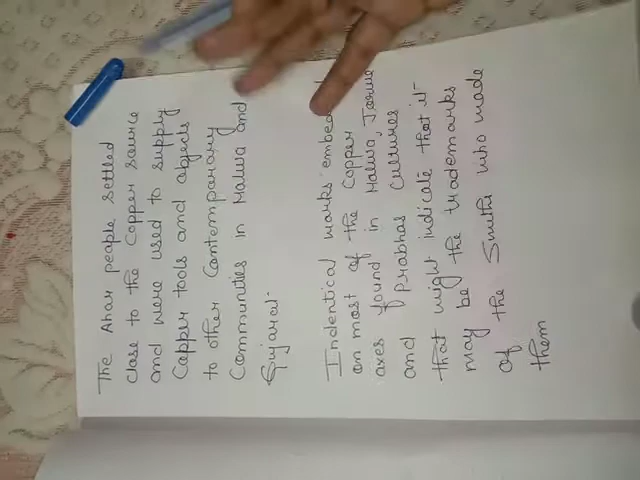 The Ahar people settled
close to the Copper source
and were used to supply
Copper tools and objects
to other Contemporary
Communities in Malwa and
Gujarat.
Indentical marks embed
on most of the Copper
axes found in Malwa, Jorwe
and prabhas Cultures
that might indicate that it
may be the trademarks
of the Smiths who made
them